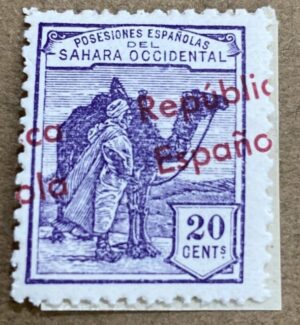 POSESIONES ESPAÑOLAS
DEL
SAHARA OCCIDENTAL
ca Repúblic
ola Españo
20
CENTS